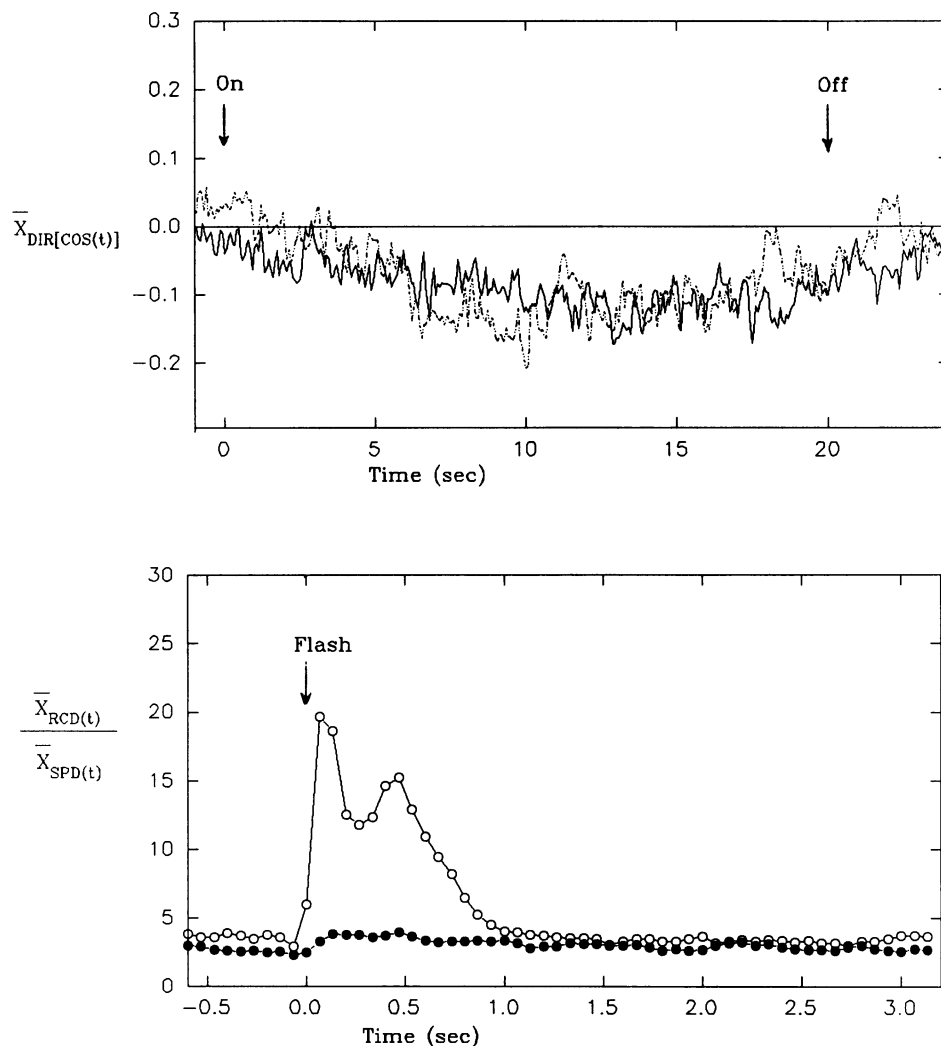 0.3
0.2
0.1
0.0
−0.1
−0.2
On
Off
X̅DIR[COS(t)]
0 5 10 15 20
Time (sec)
30
25
20
15
10
5
0
Flash
X̅RCD(t)
X̅SPD(t)
−0.5 0.0 0.5 1.0 1.5 2.0 2.5 3.0
Time (sec)